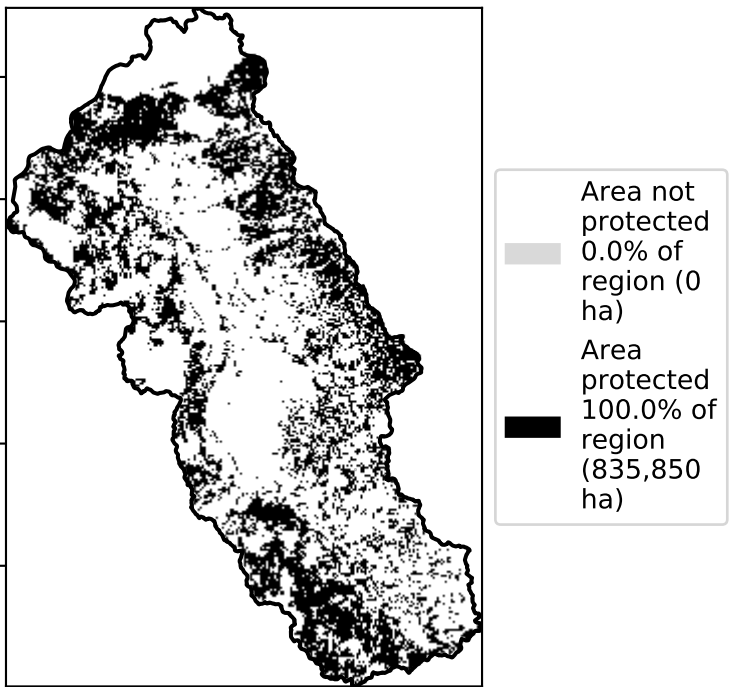 Area not
protected
0.0% of
region (0
ha)
Area
protected
100.0% of
region
(835,850
ha)